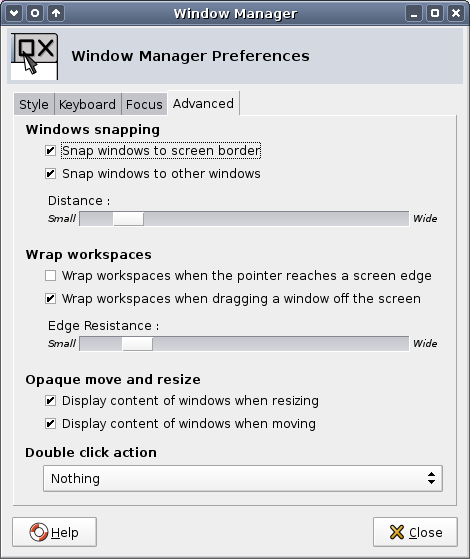 Window Manager
Window Manager Preferences
Style Keyboard Focus Advanced
Windows snapping
Snap windows to screen border
Snap windows to other windows
Distance :
Small Wide
Wrap workspaces
Wrap workspaces when the pointer reaches a screen edge
Wrap workspaces when dragging a window off the screen
Edge Resistance :
Small Wide
Opaque move and resize
Display content of windows when resizing
Display content of windows when moving
Double click action
Nothing
Help Close